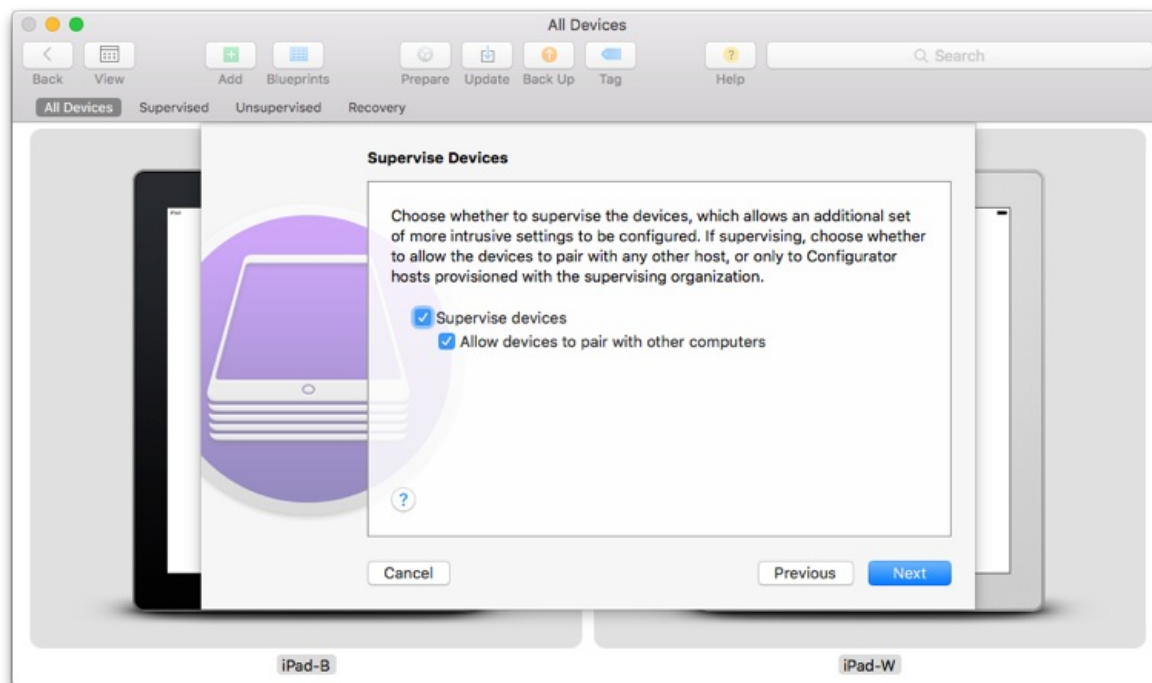 All Devices
Back View Add Blueprints Prepare Update Back Up Tag ? Help Search
All Devices Supervised Unsupervised Recovery
Supervise Devices
iPad
Choose whether to supervise the devices, which allows an additional set
of more intrusive settings to be configured. If supervising, choose whether
to allow the devices to pair with any other host, or only to Configurator
hosts provisioned with the supervising organization.
Supervise devices
Allow devices to pair with other computers
?
Cancel Previous Next
iPad-B iPad-W